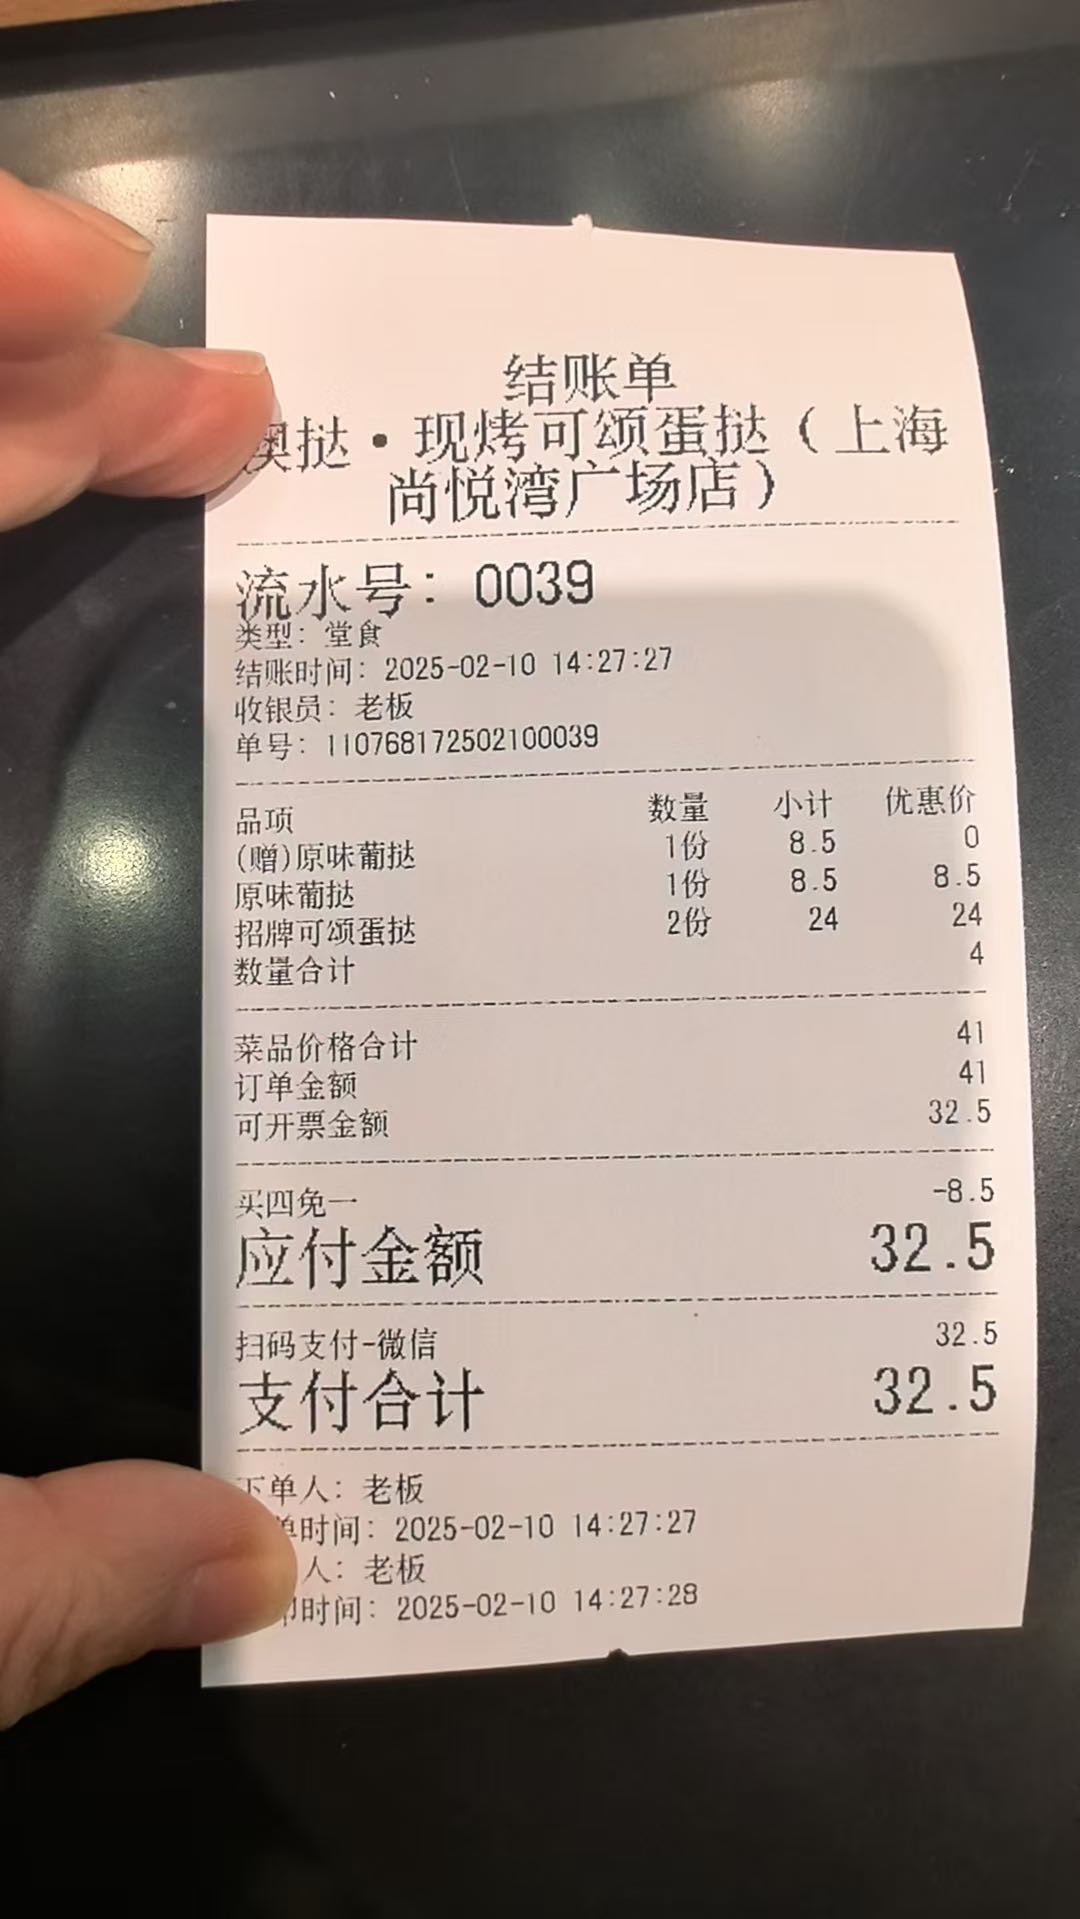 结账单
澳挞·现烤可颂蛋挞（上海
尚悦湾广场店）
流水号：0039
类型：堂食
结账时间：2025-02-10 14:27:27
收银员：老板
单号：110768172502100039
品项 数量 小计 优惠价
(赠)原味葡挞 1份 8.5 0
原味葡挞 1份 8.5 8.5
招牌可颂蛋挞 2份 24 24
数量合计 4
菜品价格合计 41
订单金额 41
可开票金额 32.5
买四免一 -8.5
应付金额 32.5
扫码支付-微信 32.5
支付合计 32.5
下单人：老板
单时间：2025-02-10 14:27:27
人：老板
印时间：2025-02-10 14:27:28